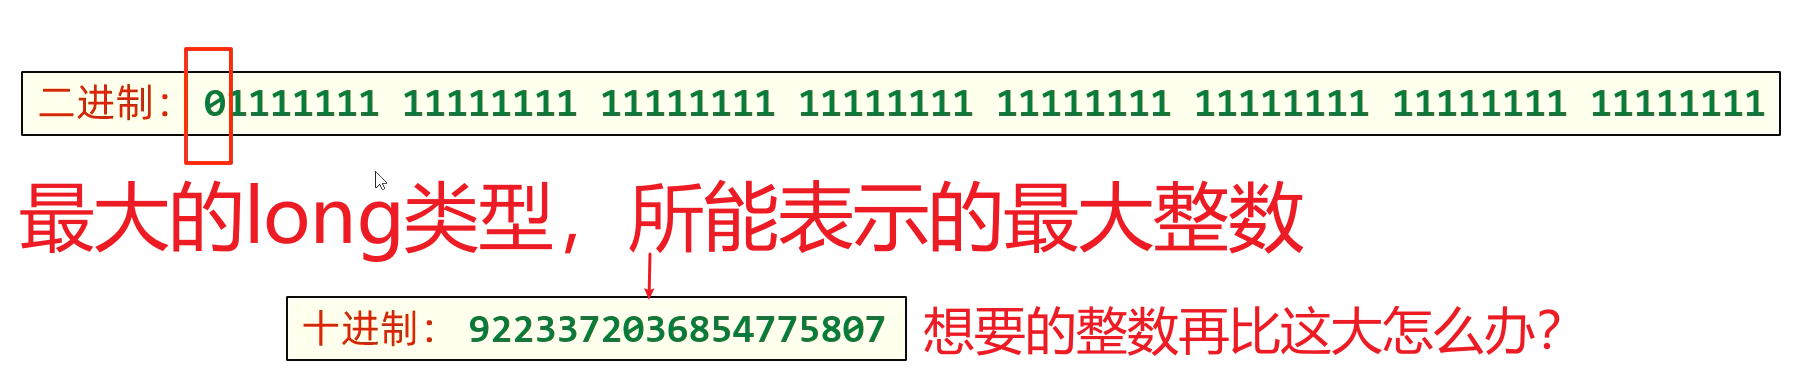 二进制： 01111111 11111111 11111111 11111111 11111111 11111111 11111111 11111111
最大的long类型，所能表示的最大整数
十进制： 9223372036854775807 想要的整数再比这大怎么办？